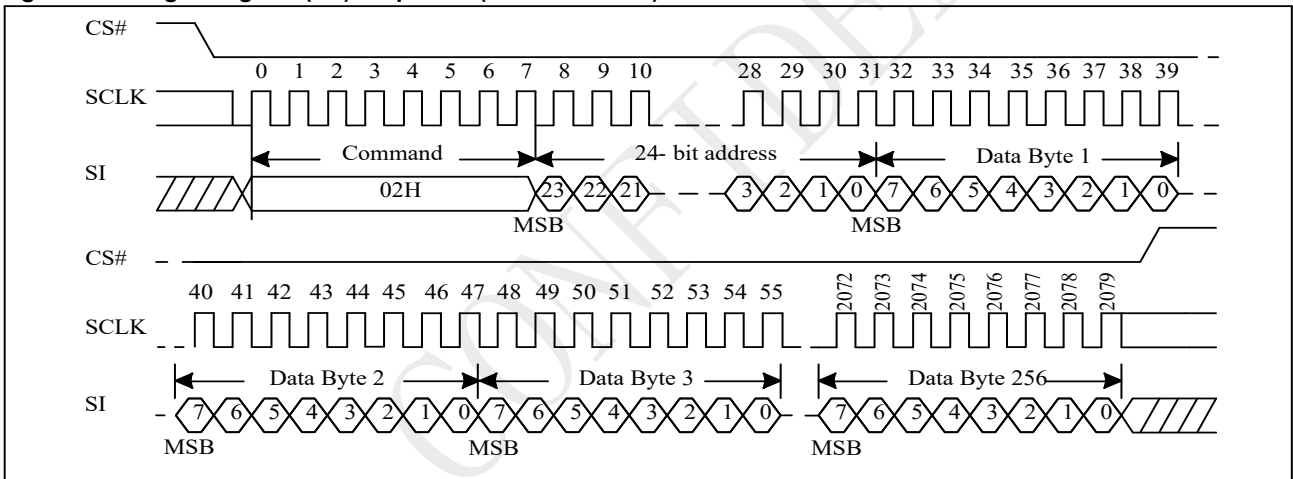 CS#
0 1 2 3 4 5 6 7 8 9 10 28 29 30 31 32 33 34 35 36 37 38 39
SCLK
Command 24- bit address Data Byte 1
SI
02H 23 22 21 3 2 1 0 7 6 5 4 3 2 1 0
MSB MSB
CS#
40 41 42 43 44 45 46 47 48 49 50 51 52 53 54 55 2072 2073 2074 2075 2076 2077 2078 2079
SCLK
Data Byte 2 Data Byte 3 Data Byte 256
SI
7 6 5 4 3 2 1 0 7 6 5 4 3 2 1 0 7 6 5 4 3 2 1 0
MSB MSB MSB